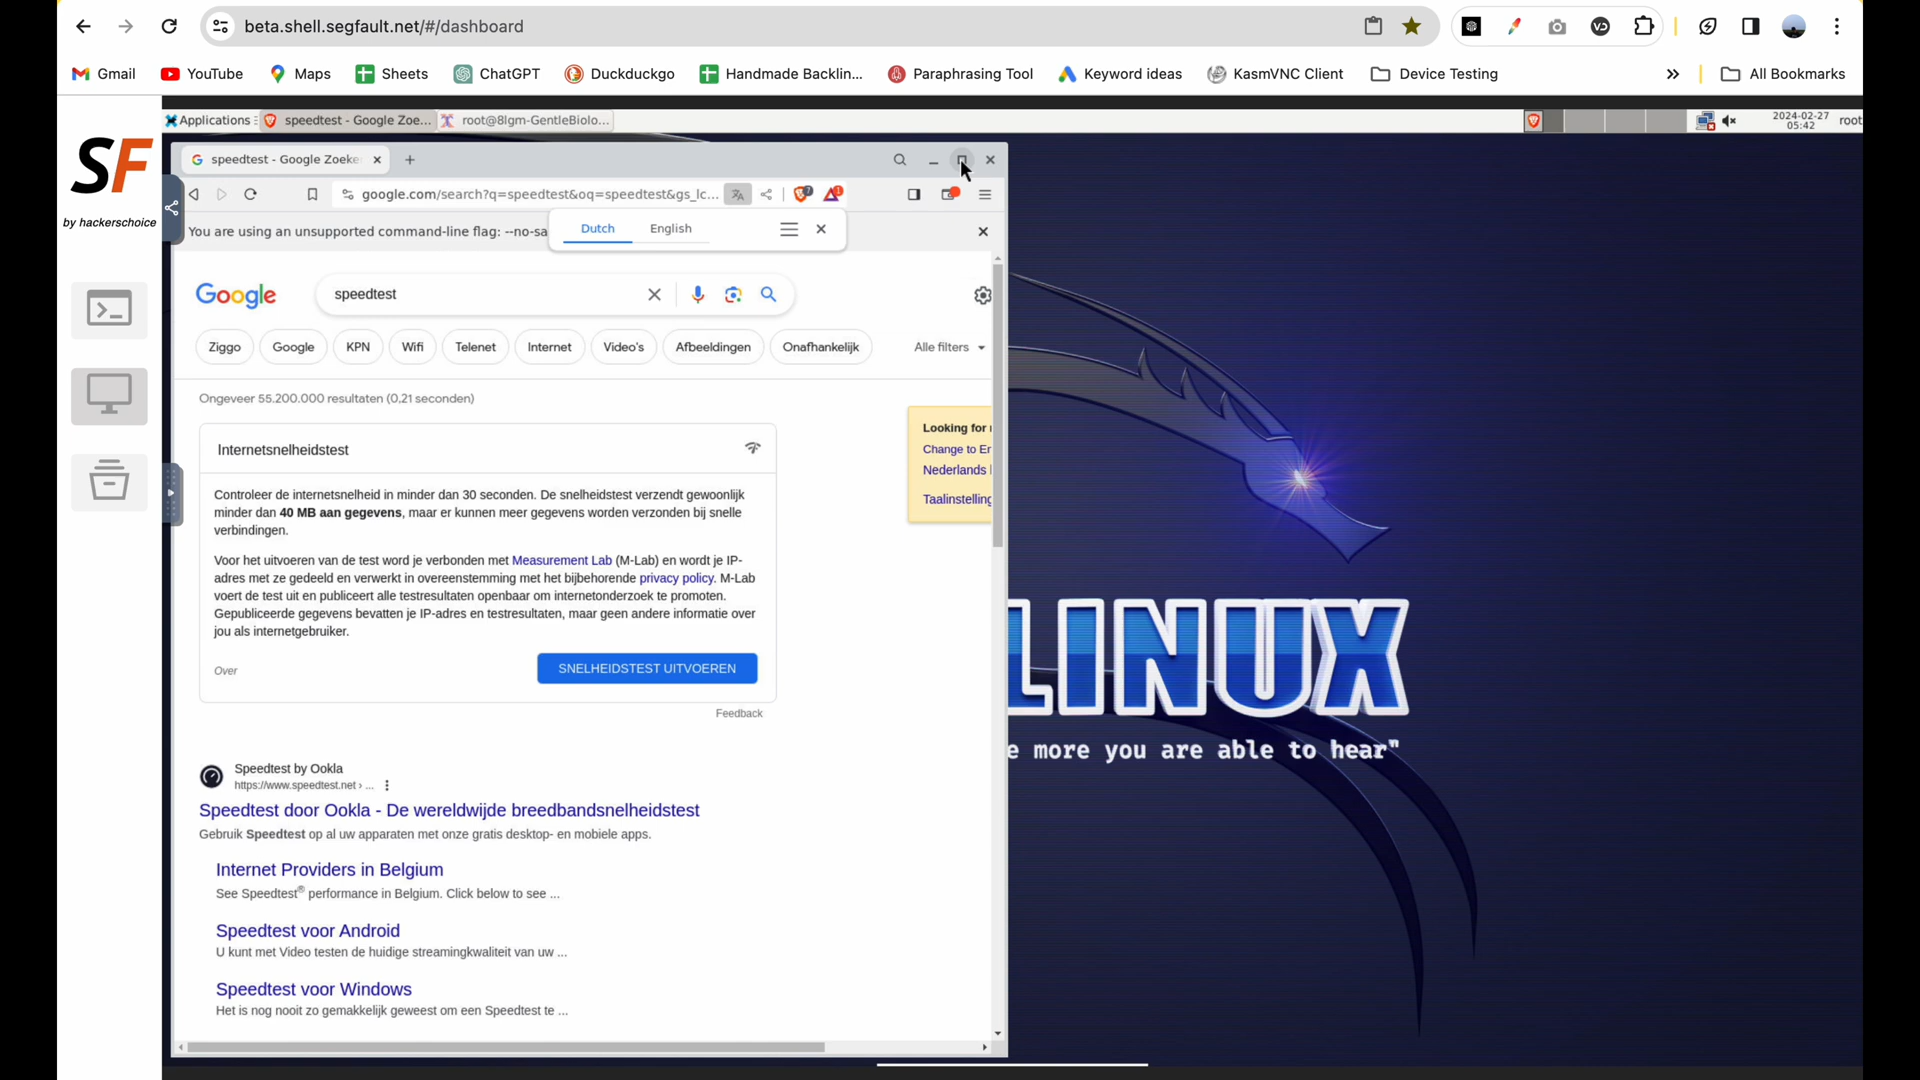 beta.shell.segfault.net/#/dashboard
Gmail YouTube Maps Sheets ChatGPT Duckduckgo Handmade Backlin... Paraphrasing Tool Keyword ideas KasmVNC Client Device Testing » All Bookmarks
SF
by hackerschoice
Applications speedtest - Google Zoe... root@8lgm-GentleBiolo... 2024-02-27
05:42 root
speedtest - Google Zoeke
google.com/search?q=speedtest&oq=speedtest&gs_lc...
You are using an unsupported command-line flag: --no-sa
Dutch English
Google speedtest
Ziggo Google KPN Wifi Telenet Internet Video's Afbeeldingen Onafhankelijk Alle filters
Ongeveer 55.200.000 resultaten (0,21 seconden)
Internetsnelheidstest
Controleer de internetsnelheid in minder dan 30 seconden. De snelheidstest verzendt gewoonlijk
minder dan 40 MB aan gegevens, maar er kunnen meer gegevens worden verzonden bij snelle
verbindingen.
Voor het uitvoeren van de test word je verbonden met Measurement Lab (M-Lab) en wordt je IP-
adres met ze gedeeld en verwerkt in overeenstemming met het bijbehorende privacy policy. M-Lab
voert de test uit en publiceert alle testresultaten openbaar om internetonderzoek te promoten.
Gepubliceerde gegevens bevatten je IP-adres en testresultaten, maar geen andere informatie over
jou als internetgebruiker.
Over SNELHEIDSTEST UITVOEREN
Feedback
Looking for
Change to Er
Nederlands
Taalinstelling
Speedtest by Ookla
https://www.speedtest.net › ...
Speedtest door Ookla - De wereldwijde breedbandsnelheidstest
Gebruik Speedtest op al uw apparaten met onze gratis desktop- en mobiele apps.
Internet Providers in Belgium
See Speedtest® performance in Belgium. Click below to see ...
Speedtest voor Android
U kunt met Video testen de huidige streamingkwaliteit van uw ...
Speedtest voor Windows
Het is nog nooit zo gemakkelijk geweest om een Speedtest te ...
LINUX
e more you are able to hear"